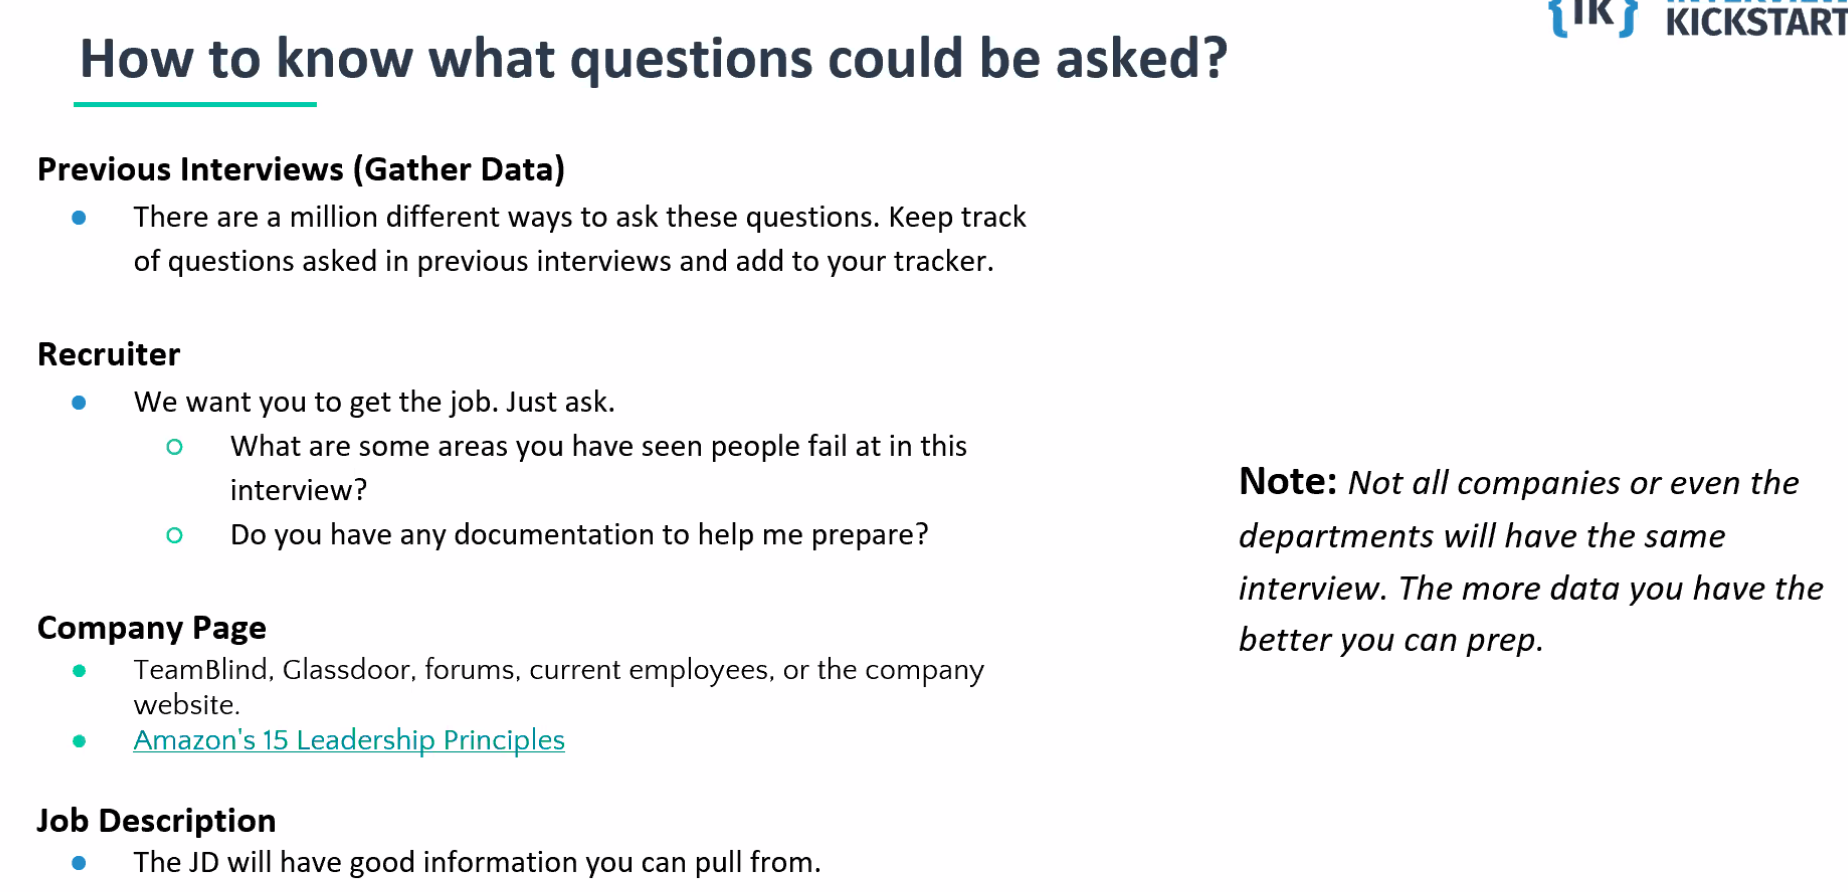 How to know what questions could be asked?
{IK}
KICKSTART
Previous Interviews (Gather Data)
There are a million different ways to ask these questions. Keep track
of questions asked in previous interviews and add to your tracker.
Recruiter
We want you to get the job. Just ask.
What are some areas you have seen people fail at in this
interview?
Do you have any documentation to help me prepare?
Company Page
TeamBlind, Glassdoor, forums, current employees, or the company
website.
Amazon's 15 Leadership Principles
Job Description
The JD will have good information you can pull from.
Note: Not all companies or even the
departments will have the same
interview. The more data you have the
better you can prep.